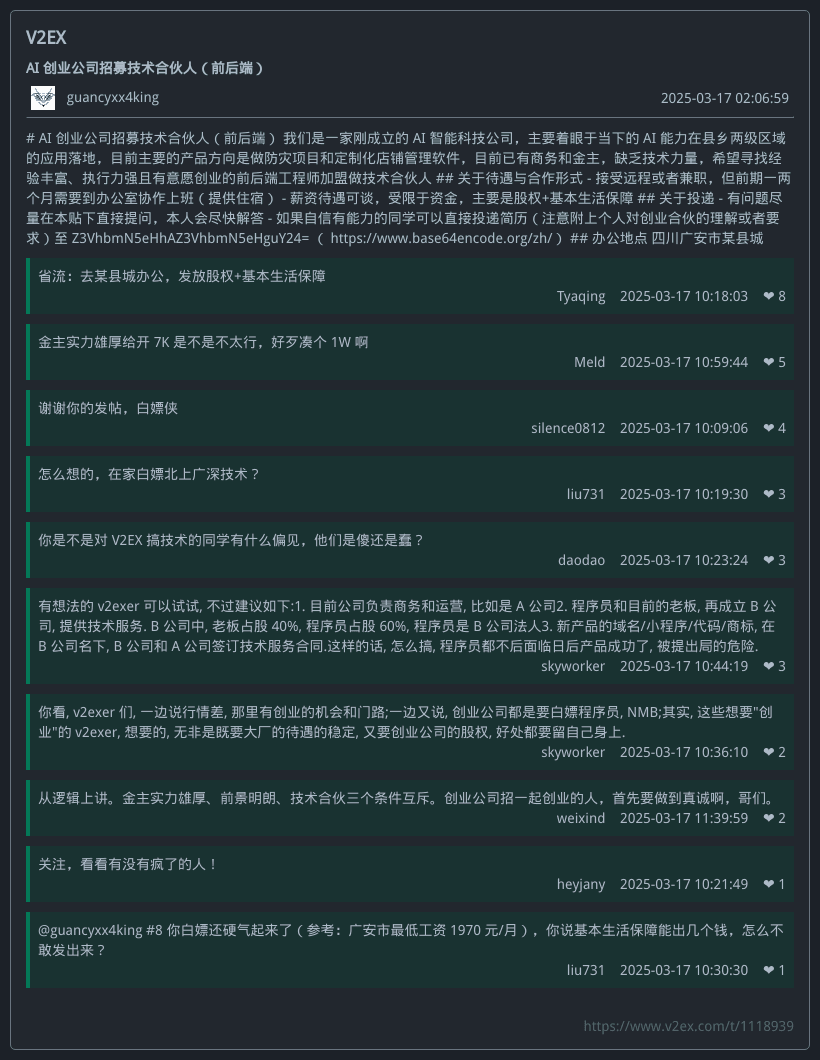 V2EX
AI 创业公司招募技术合伙人（前后端）
guancyxx4king
2025-03-17 02:06:59
# AI 创业公司招募技术合伙人（前后端） 我们是一家刚成立的 AI 智能科技公司，主要着眼于当下的 AI 能力在县乡两级区域
的应用落地，目前主要的产品方向是做防灾项目和定制化店铺管理软件，目前已有商务和金主，缺乏技术力量，希望寻找经
验丰富、执行力强且有意愿创业的前后端工程师加盟做技术合伙人 ## 关于待遇与合作形式 - 接受远程或者兼职，但前期一两
个月需要到办公室协作上班（提供住宿） - 薪资待遇可谈，受限于资金，主要是股权+基本生活保障 ## 关于投递 - 有问题尽
量在本贴下直接提问，本人会尽快解答 - 如果自信有能力的同学可以直接投递简历（注意附上个人对创业合伙的理解或者要
求）至 Z3VhbmN5eHhAZ3VhbmN5eHguY24= （ https://www.base64encode.org/zh/ ）## 办公地点 四川广安市某县城
省流：去某县城办公，发放股权+基本生活保障
Tyaqing 2025-03-17 10:18:03 ❤ 8
金主实力雄厚给开 7K 是不是不太行，好歹凑个 1W 啊
Meld 2025-03-17 10:59:44 ❤ 5
谢谢你的发帖，白嫖侠
silence0812 2025-03-17 10:09:06 ❤ 4
怎么想的，在家白嫖北上广深技术？
liu731 2025-03-17 10:19:30 ❤ 3
你是不是对 V2EX 搞技术的同学有什么偏见，他们是傻还是蠢？
daodao 2025-03-17 10:23:24 ❤ 3
有想法的 v2exer 可以试试, 不过建议如下:1. 目前公司负责商务和运营, 比如是 A 公司2. 程序员和目前的老板, 再成立 B 公
司, 提供技术服务. B 公司中, 老板占股 40%, 程序员占股 60%, 程序员是 B 公司法人3. 新产品的域名/小程序/代码/商标, 在
B 公司名下, B 公司和 A 公司签订技术服务合同.这样的话, 怎么搞, 程序员都不后面临日后产品成功了, 被提出局的危险.
skyworker 2025-03-17 10:44:19 ❤ 3
你看, v2exer 们, 一边说行情差, 那里有创业的机会和门路;一边又说, 创业公司都是要白嫖程序员, NMB;其实, 这些想要"创
业"的 v2exer, 想要的, 无非是既要大厂的待遇的稳定, 又要创业公司的股权, 好处都要留自己身上.
skyworker 2025-03-17 10:36:10 ❤ 2
从逻辑上讲。金主实力雄厚、前景明朗、技术合伙三个条件互斥。创业公司招一起创业的人，首先要做到真诚啊，哥们。
weixind 2025-03-17 11:39:59 ❤ 2
关注，看看有没有疯了的人！
heyjany 2025-03-17 10:21:49 ❤ 1
@guancyxx4king #8 你白嫖还硬气起来了（参考：广安市最低工资 1970 元/月），你说基本生活保障能出几个钱，怎么不
敢发出来？
liu731 2025-03-17 10:30:30 ❤ 1
https://www.v2ex.com/t/1118939